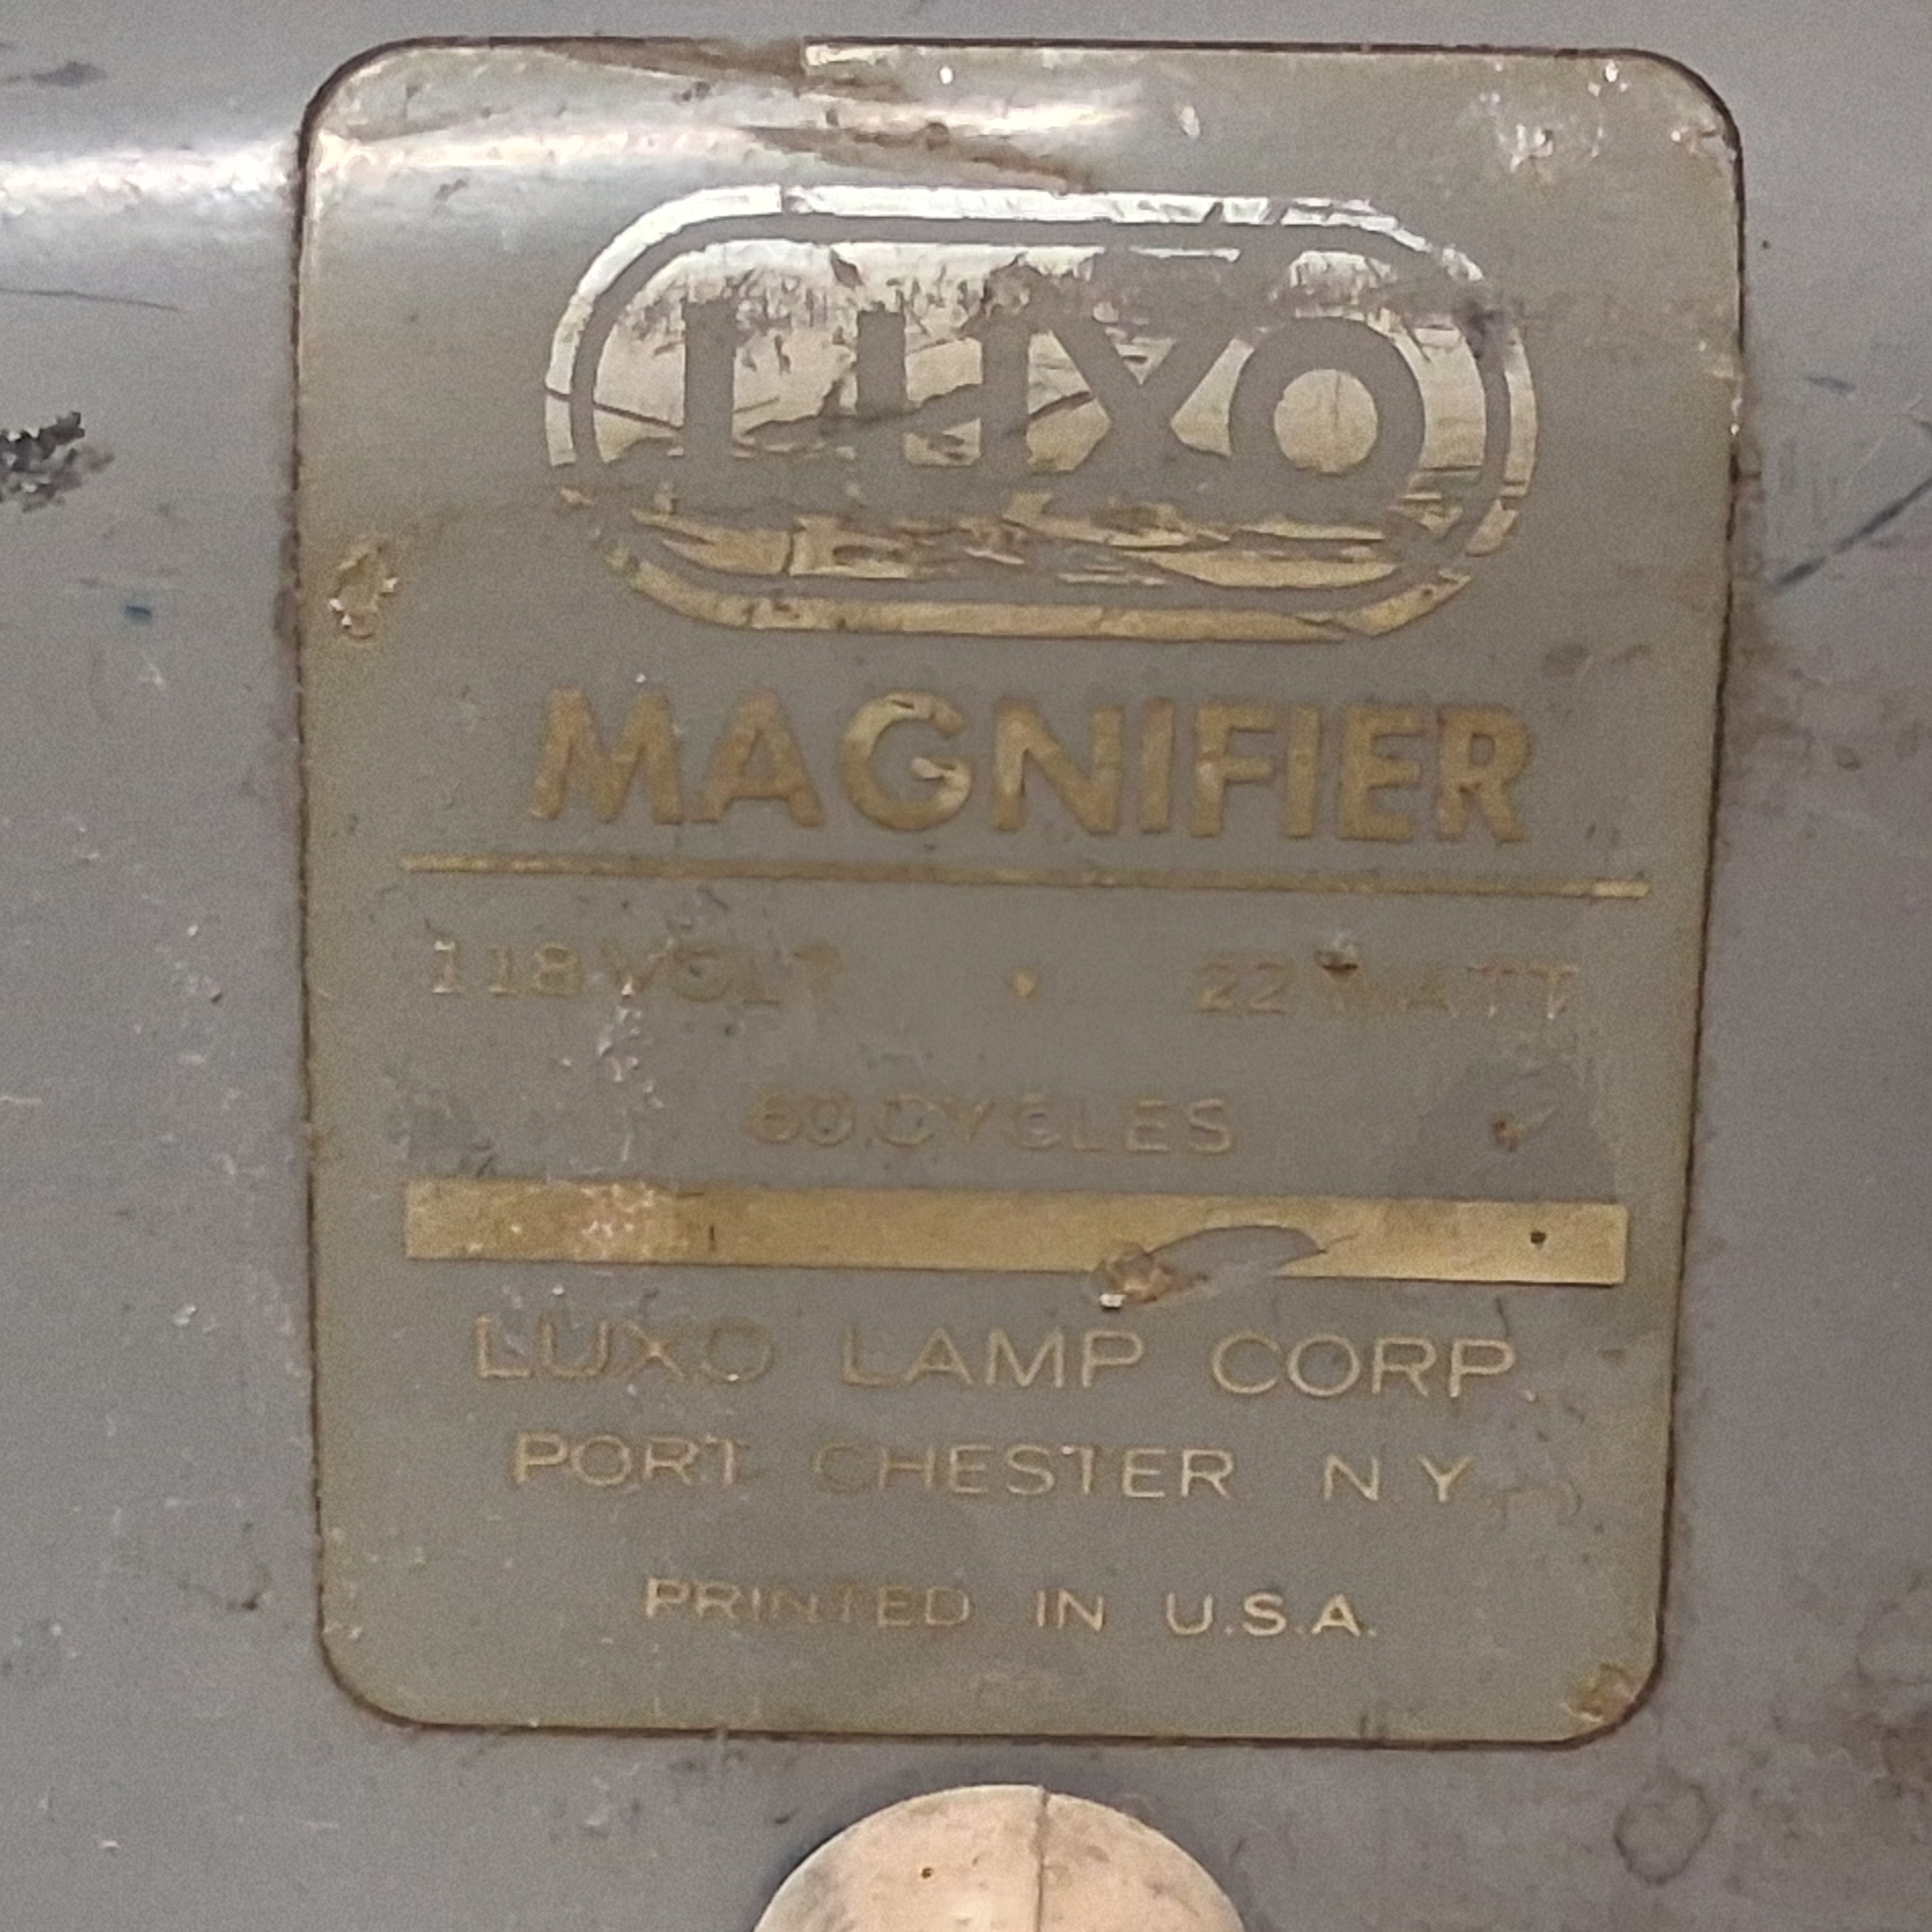 LUXO
MAGNIFIER
118 VOLT • 22 WATT
60 CYCLES
LUXO LAMP CORP.
PORT CHESTER N.Y.
PRINTED IN U.S.A.